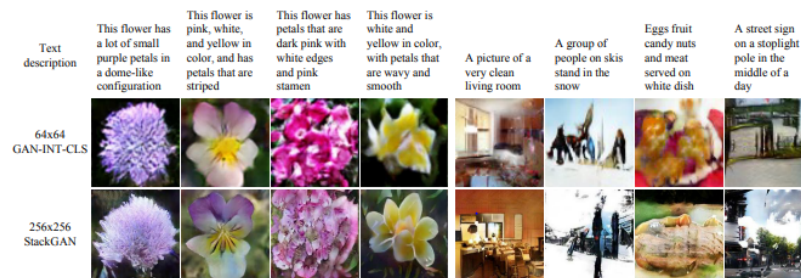 Text
description
This flower has
a lot of small
purple petals in
a dome-like
configuration
This flower is
pink, white,
and yellow in
color, and has
petals that are
striped
This flower has
petals that are
dark pink with
white edges
and pink
stamen
This flower is
white and
yellow in color,
with petals that
are wavy and
smooth
A picture of a
very clean
living room
A group of
people on skis
stand in the
snow
Eggs fruit
candy nuts
and meat
served on
white dish
A street sign
on a stoplight
pole in the
middle of a
day
64x64
GAN-INT-CLS
256x256
StackGAN